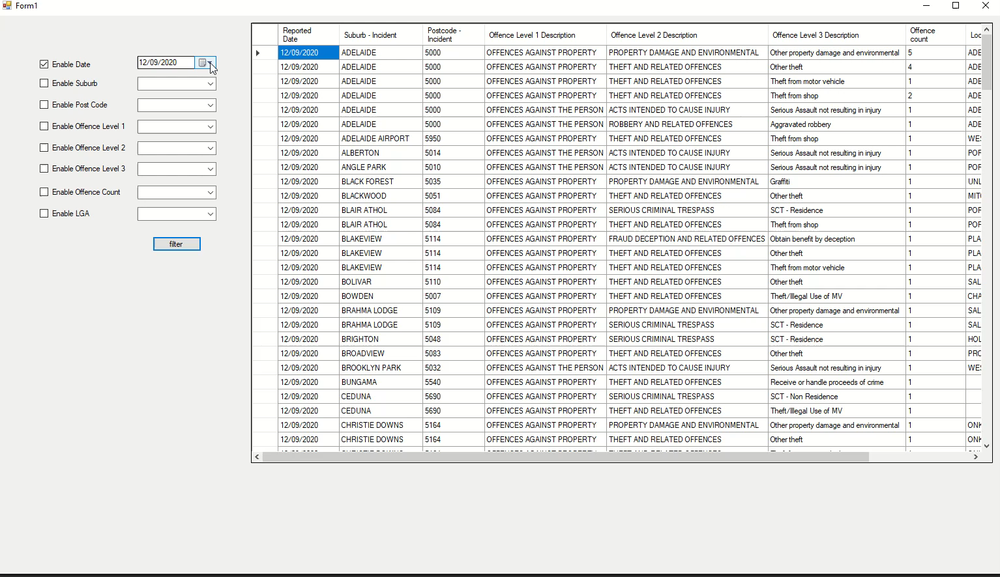 Form1
Enable Date 12/09/2020
Enable Suburb
Enable Post Code
Enable Offence Level 1
Enable Offence Level 2
Enable Offence Level 3
Enable Offence Count
Enable LGA
filter
Reported Date Suburb - Incident Postcode - Incident Offence Level 1 Description Offence Level 2 Description Offence Level 3 Description Offence count Loc
12/09/2020 ADELAIDE 5000 OFFENCES AGAINST PROPERTY PROPERTY DAMAGE AND ENVIRONMENTAL Other property damage and environmental 5 ADE
12/09/2020 ADELAIDE 5000 OFFENCES AGAINST PROPERTY THEFT AND RELATED OFFENCES Other theft 4 ADE
12/09/2020 ADELAIDE 5000 OFFENCES AGAINST PROPERTY THEFT AND RELATED OFFENCES Theft from motor vehicle 1 ADE
12/09/2020 ADELAIDE 5000 OFFENCES AGAINST PROPERTY THEFT AND RELATED OFFENCES Theft from shop 2 ADE
12/09/2020 ADELAIDE 5000 OFFENCES AGAINST THE PERSON ACTS INTENDED TO CAUSE INJURY Serious Assault not resulting in injury 1 ADE
12/09/2020 ADELAIDE 5000 OFFENCES AGAINST THE PERSON ROBBERY AND RELATED OFFENCES Aggravated robbery 1 ADE
12/09/2020 ADELAIDE AIRPORT 5950 OFFENCES AGAINST PROPERTY THEFT AND RELATED OFFENCES Theft from shop 1 WES
12/09/2020 ALBERTON 5014 OFFENCES AGAINST THE PERSON ACTS INTENDED TO CAUSE INJURY Serious Assault not resulting in injury 1 POF
12/09/2020 ANGLE PARK 5010 OFFENCES AGAINST THE PERSON ACTS INTENDED TO CAUSE INJURY Serious Assault not resulting in injury 1 POF
12/09/2020 BLACK FOREST 5035 OFFENCES AGAINST PROPERTY PROPERTY DAMAGE AND ENVIRONMENTAL Graffiti 1 UNL
12/09/2020 BLACKWOOD 5051 OFFENCES AGAINST PROPERTY THEFT AND RELATED OFFENCES Other theft 1 MIT
12/09/2020 BLAIR ATHOL 5084 OFFENCES AGAINST PROPERTY SERIOUS CRIMINAL TRESPASS SCT - Residence 1 POF
12/09/2020 BLAIR ATHOL 5084 OFFENCES AGAINST PROPERTY THEFT AND RELATED OFFENCES Theft from shop 1 POF
12/09/2020 BLAKEVIEW 5114 OFFENCES AGAINST PROPERTY FRAUD DECEPTION AND RELATED OFFENCES Obtain benefit by deception 1 PLA
12/09/2020 BLAKEVIEW 5114 OFFENCES AGAINST PROPERTY THEFT AND RELATED OFFENCES Other theft 1 PLA
12/09/2020 BLAKEVIEW 5114 OFFENCES AGAINST PROPERTY THEFT AND RELATED OFFENCES Theft from motor vehicle 1 PLA
12/09/2020 BOLIVAR 5110 OFFENCES AGAINST PROPERTY THEFT AND RELATED OFFENCES Other theft 1 SAL
12/09/2020 BOWDEN 5007 OFFENCES AGAINST PROPERTY THEFT AND RELATED OFFENCES Theft/Illegal Use of MV 1 CHA
12/09/2020 BRAHMA LODGE 5109 OFFENCES AGAINST PROPERTY PROPERTY DAMAGE AND ENVIRONMENTAL Other property damage and environmental 1 SAL
12/09/2020 BRAHMA LODGE 5109 OFFENCES AGAINST PROPERTY SERIOUS CRIMINAL TRESPASS SCT - Residence 1 SAL
12/09/2020 BRIGHTON 5048 OFFENCES AGAINST PROPERTY SERIOUS CRIMINAL TRESPASS SCT - Residence 1 HOL
12/09/2020 BROADVIEW 5083 OFFENCES AGAINST PROPERTY THEFT AND RELATED OFFENCES Other theft 1 PRO
12/09/2020 BROOKLYN PARK 5032 OFFENCES AGAINST THE PERSON ACTS INTENDED TO CAUSE INJURY Serious Assault not resulting in injury 1 WES
12/09/2020 BUNGAMA 5540 OFFENCES AGAINST PROPERTY THEFT AND RELATED OFFENCES Receive or handle proceeds of crime 1
12/09/2020 CEDUNA 5690 OFFENCES AGAINST PROPERTY SERIOUS CRIMINAL TRESPASS SCT - Non Residence 1
12/09/2020 CEDUNA 5690 OFFENCES AGAINST PROPERTY THEFT AND RELATED OFFENCES Theft/Illegal Use of MV 1
12/09/2020 CHRISTIE DOWNS 5164 OFFENCES AGAINST PROPERTY PROPERTY DAMAGE AND ENVIRONMENTAL Other property damage and environmental 1 ONK
12/09/2020 CHRISTIE DOWNS 5164 OFFENCES AGAINST PROPERTY THEFT AND RELATED OFFENCES Other theft 1 ONK